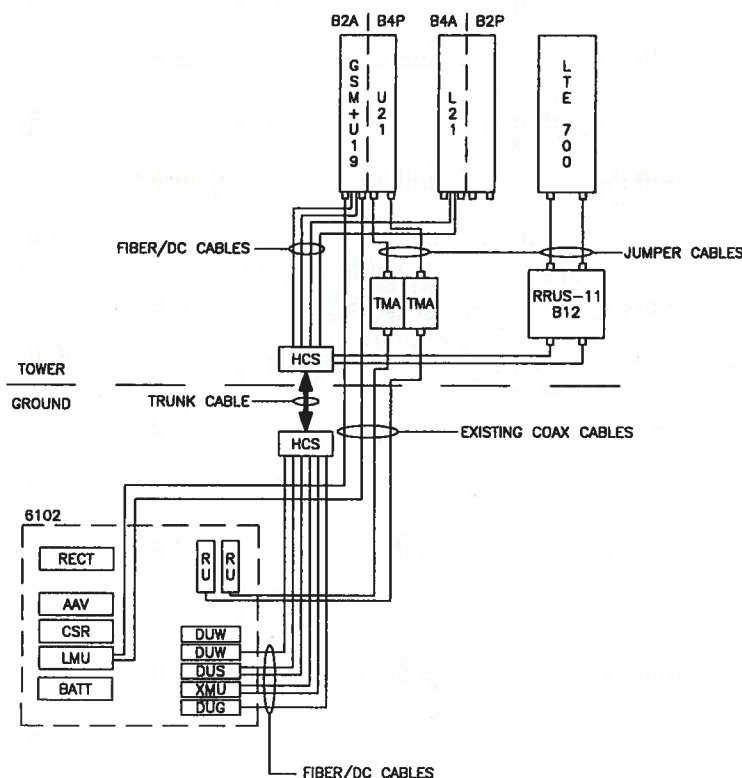 B2A | B4P
B4A | B2P
GSM+U19
U21
L21
LTE 700
FIBER/DC CABLES
JUMPER CABLES
TMA
TMA
RRUS-11
B12
HCS
TOWER
GROUND
TRUNK CABLE
HCS
EXISTING COAX CABLES
6102
RECT
RU
RU
AAV
CSR
LMU
BATT
DUW
DUW
DUS
XMU
DUG
FIBER/DC CABLES